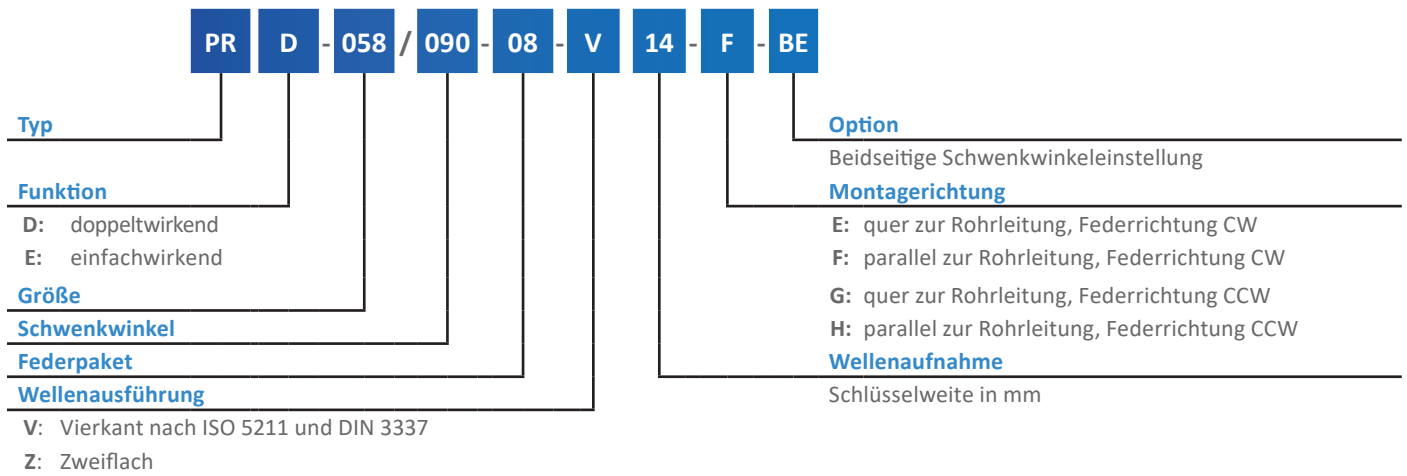 PR D - 058 / 090 - 08 - V 14 - F - BE
Typ
Funktion
D: doppeltwirkend
E: einfachwirkend
Größe
Schwenkwinkel
Federpaket
Wellenausführung
V: Vierkant nach ISO 5211 und DIN 3337
Z: Zweiflach
Option
Beidseitige Schwenkwinkeleinstellung
Montagerichtung
E: quer zur Rohrleitung, Federrichtung CW
F: parallel zur Rohrleitung, Federrichtung CW
G: quer zur Rohrleitung, Federrichtung CCW
H: parallel zur Rohrleitung, Federrichtung CCW
Wellenaufnahme
Schlüsselweite in mm